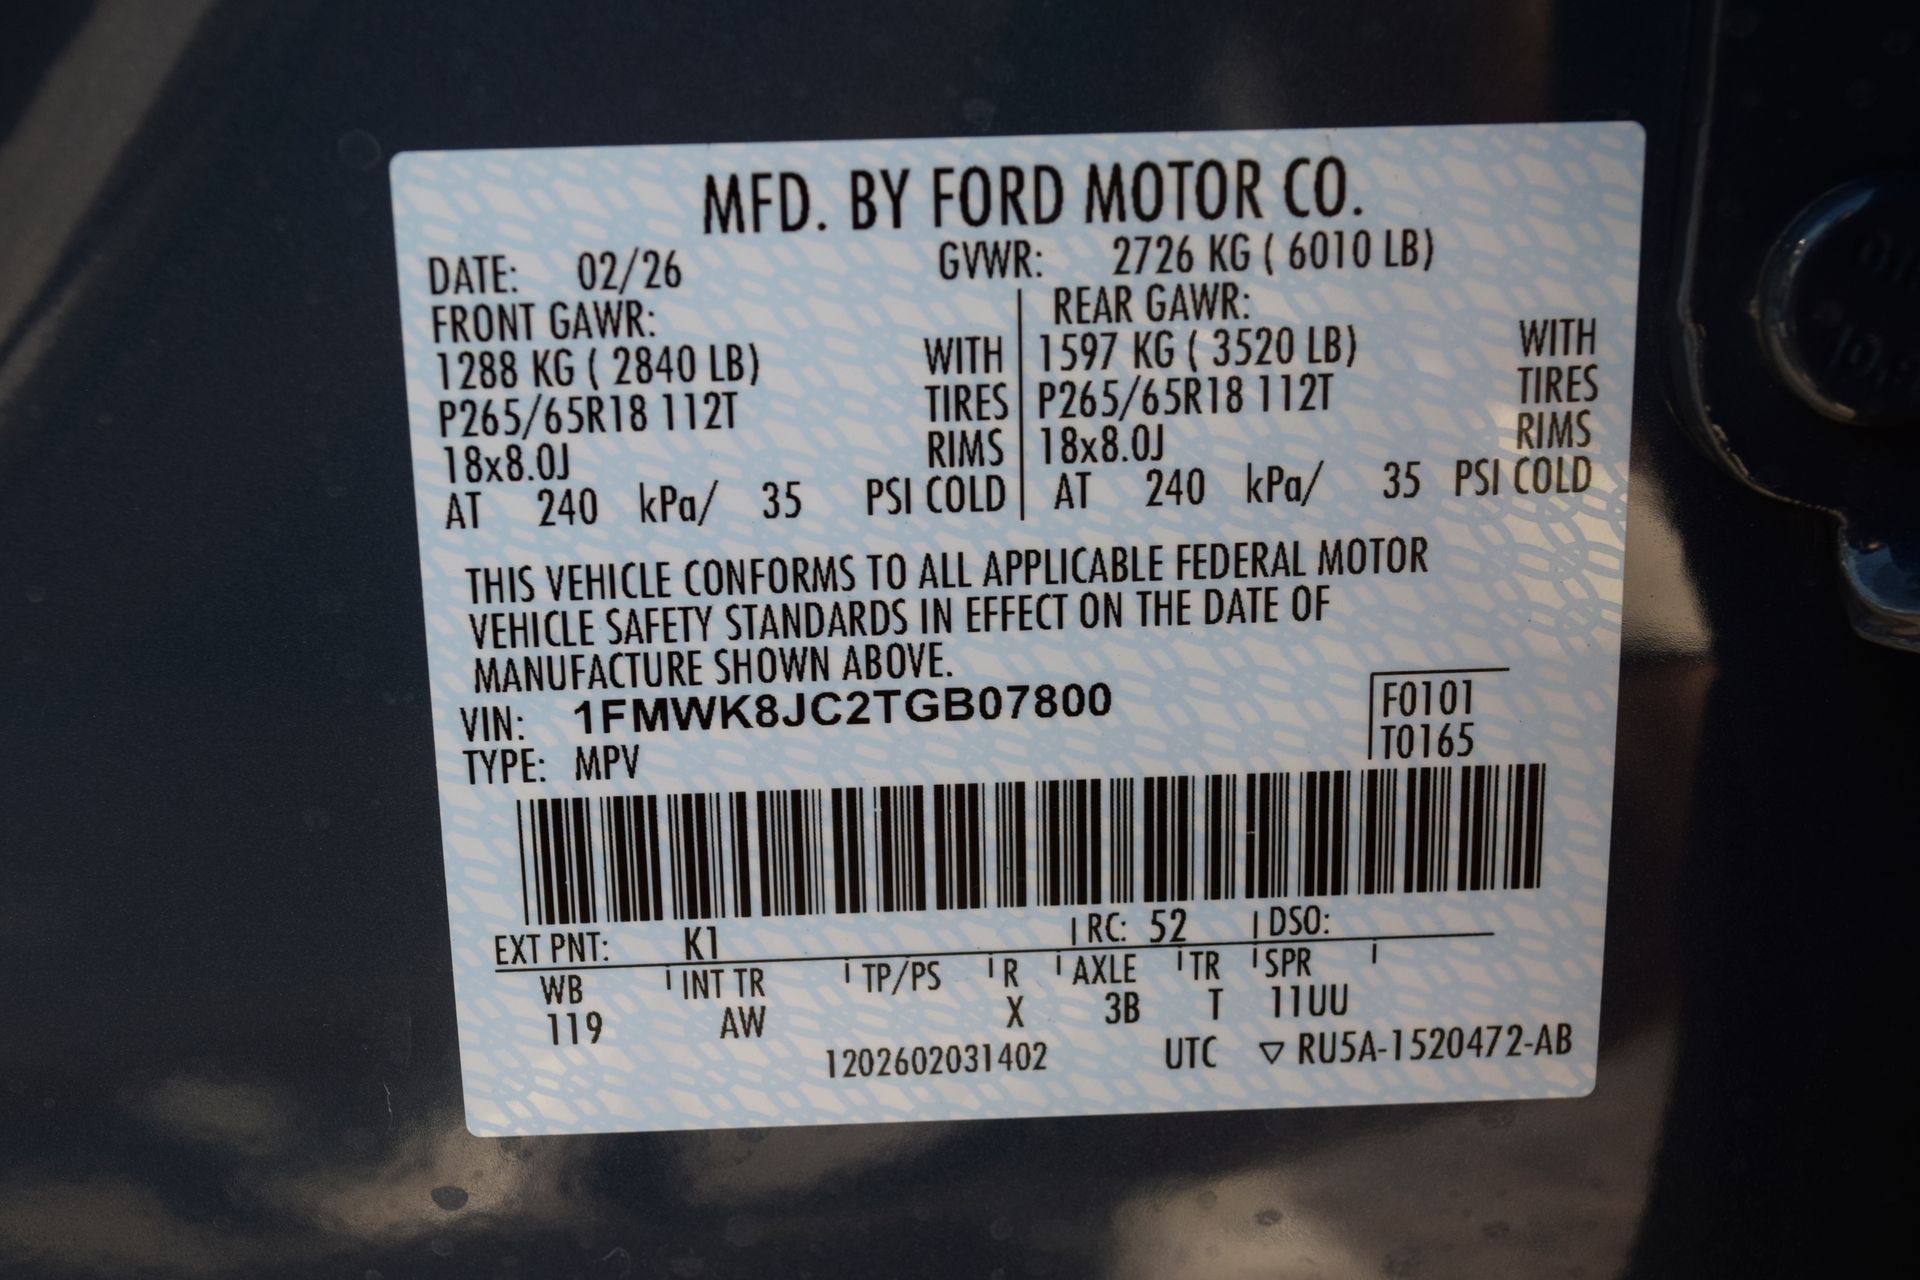 MFD. BY FORD MOTOR CO.
DATE: 02/26 GVWR: 2726 KG ( 6010 LB)
FRONT GAWR: REAR GAWR:
1288 KG ( 2840 LB) WITH 1597 KG ( 3520 LB) WITH
P265/65R18 112T TIRES P265/65R18 112T TIRES
18x8.0J RIMS 18x8.0J RIMS
AT 240 kPa/ 35 PSI COLD AT 240 kPa/ 35 PSI COLD
THIS VEHICLE CONFORMS TO ALL APPLICABLE FEDERAL MOTOR
VEHICLE SAFETY STANDARDS IN EFFECT ON THE DATE OF
MANUFACTURE SHOWN ABOVE.
VIN: 1FMWK8JC2TGB07800 F0101
TYPE: MPV T0165
EXT PNT: K1 RC: 52 DSO:
WB INT TR TP/PS R AXLE TR SPR
119 AW X 3B T 11UU
1202602031402 UTC ▽ RU5A-1520472-AB